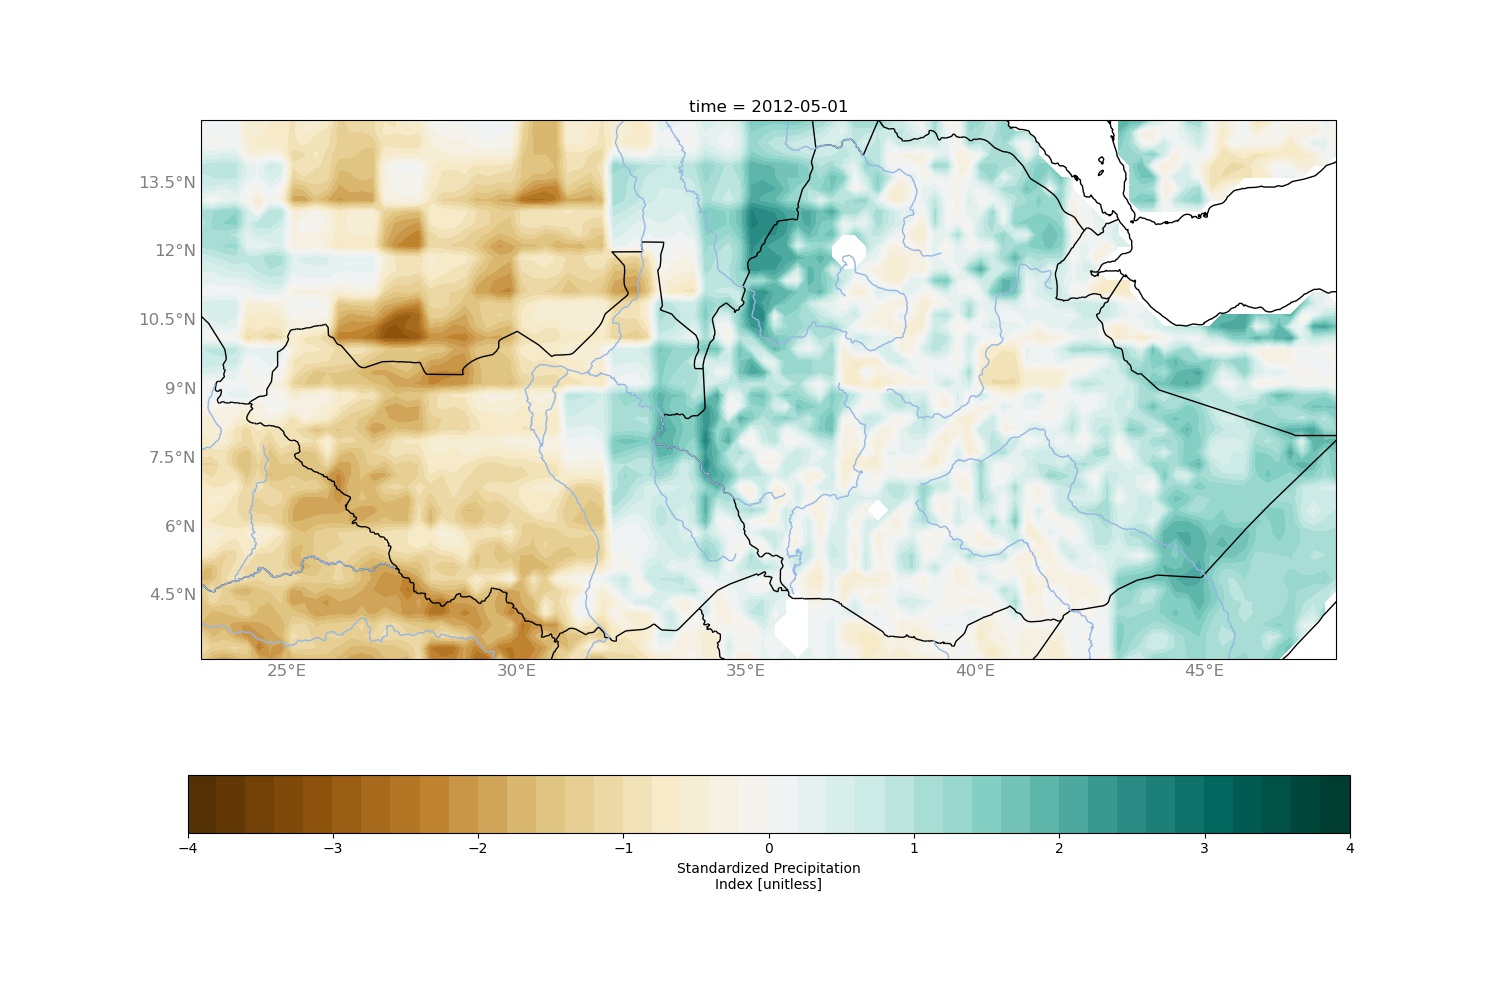 time = 2012-05-01
13.5°N
12°N
10.5°N
9°N
7.5°N
6°N
4.5°N
25°E 30°E 35°E 40°E 45°E
−4 −3 −2 −1 0 1 2 3 4
Standardized Precipitation
Index [unitless]